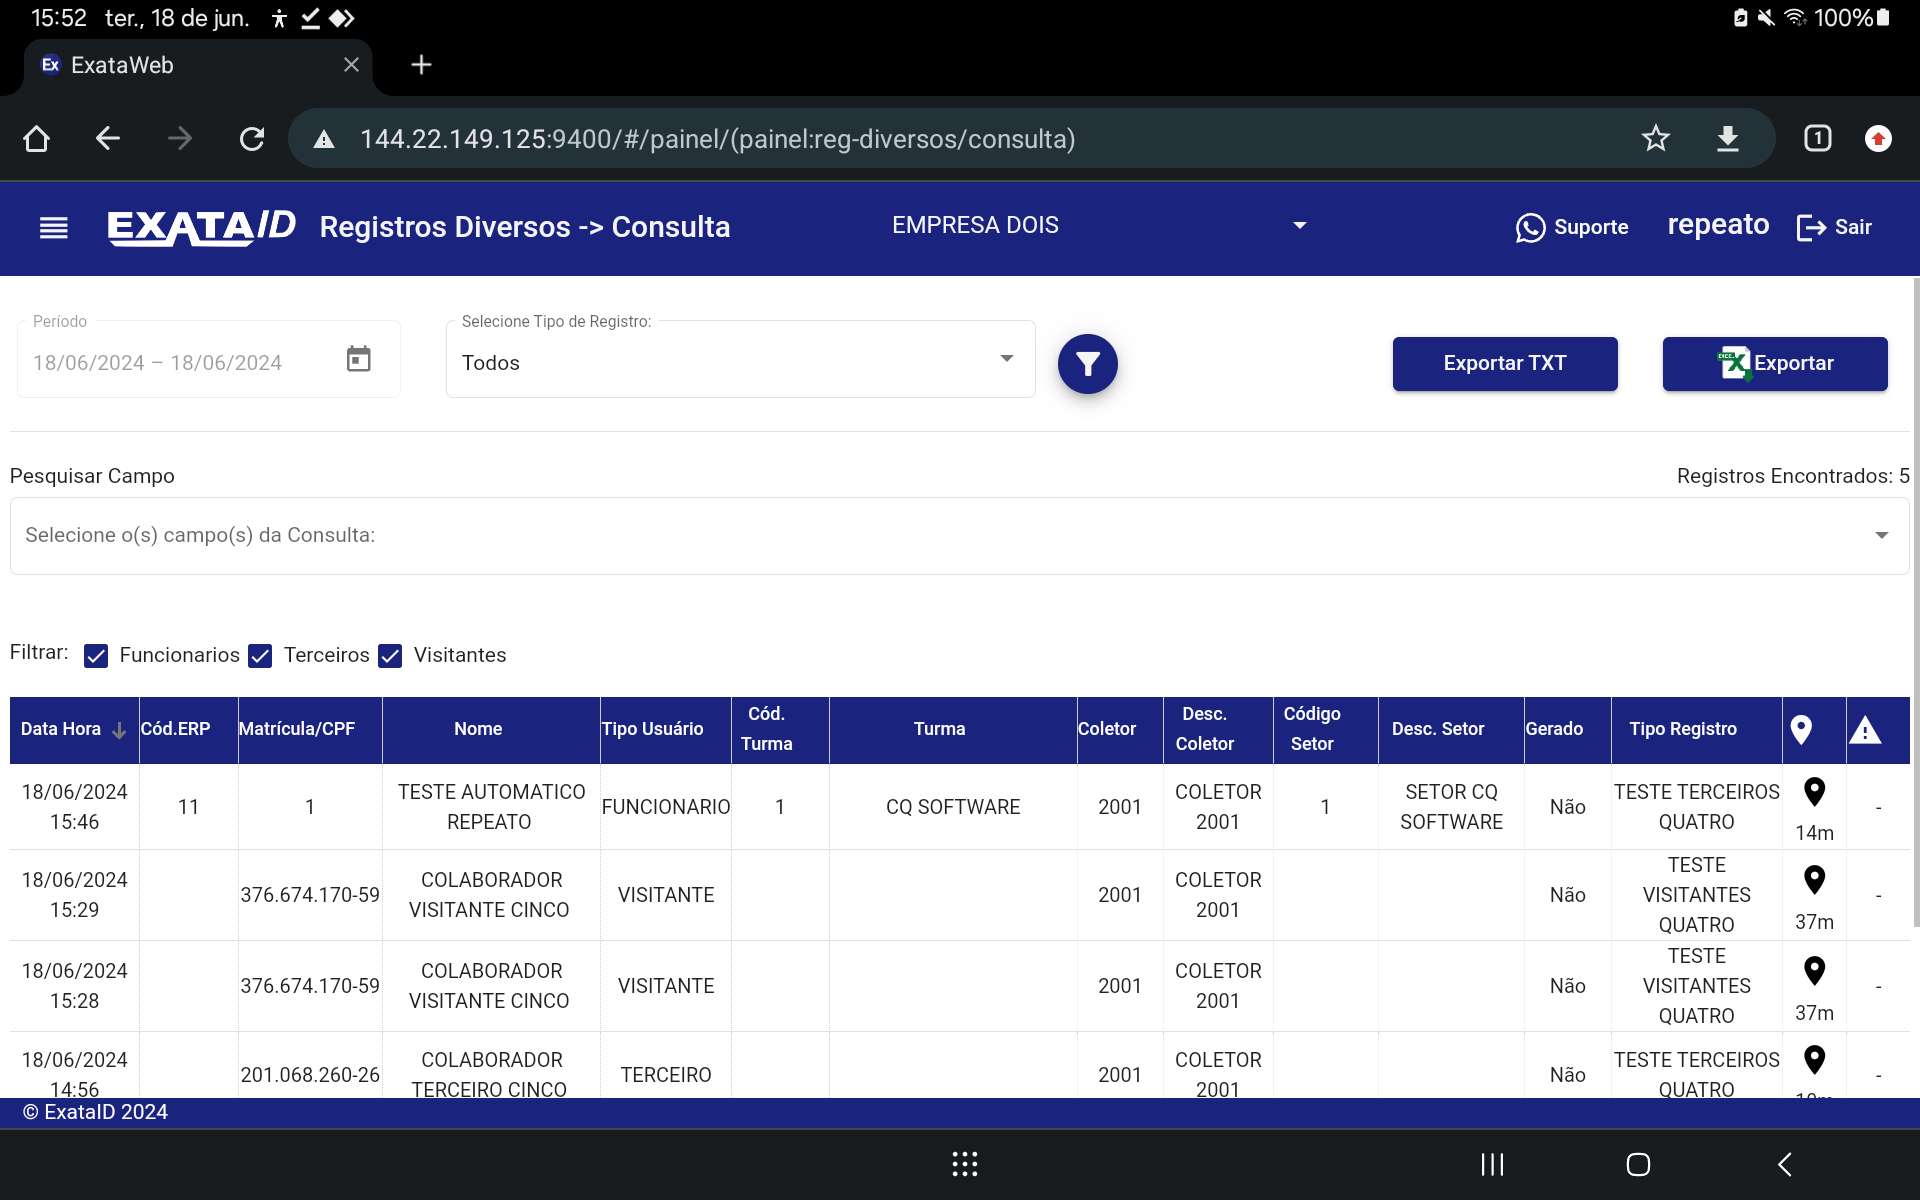 15:52 ter., 18 de jun. 100%
Ex ExataWeb
144.22.149.125:9400/#/painel/(painel:reg-diversos/consulta) 1
EXATAID Registros Diversos -> Consulta EMPRESA DOIS Suporte repeato Sair
Período Selecione Tipo de Registro:
18/06/2024 – 18/06/2024 Todos Exportar TXT Exportar
Pesquisar Campo Registros Encontrados: 5
Selecione o(s) campo(s) da Consulta:
Filtrar: Funcionarios Terceiros Visitantes
Data Hora Cód.ERP Matrícula/CPF Nome Tipo Usuário Cód. Turma Turma Coletor Desc. Coletor Código Setor Desc. Setor Gerado Tipo Registro
18/06/2024 15:46 11 1 TESTE AUTOMATICO REPEATO FUNCIONARIO 1 CQ SOFTWARE 2001 COLETOR 2001 1 SETOR CQ SOFTWARE Não TESTE TERCEIROS QUATRO 14m -
18/06/2024 15:29 376.674.170-59 COLABORADOR VISITANTE CINCO VISITANTE 2001 COLETOR 2001 Não TESTE VISITANTES QUATRO 37m -
18/06/2024 15:28 376.674.170-59 COLABORADOR VISITANTE CINCO VISITANTE 2001 COLETOR 2001 Não TESTE VISITANTES QUATRO 37m -
18/06/2024 14:56 201.068.260-26 COLABORADOR TERCEIRO CINCO TERCEIRO 2001 COLETOR 2001 Não TESTE TERCEIROS QUATRO -
© ExataID 2024